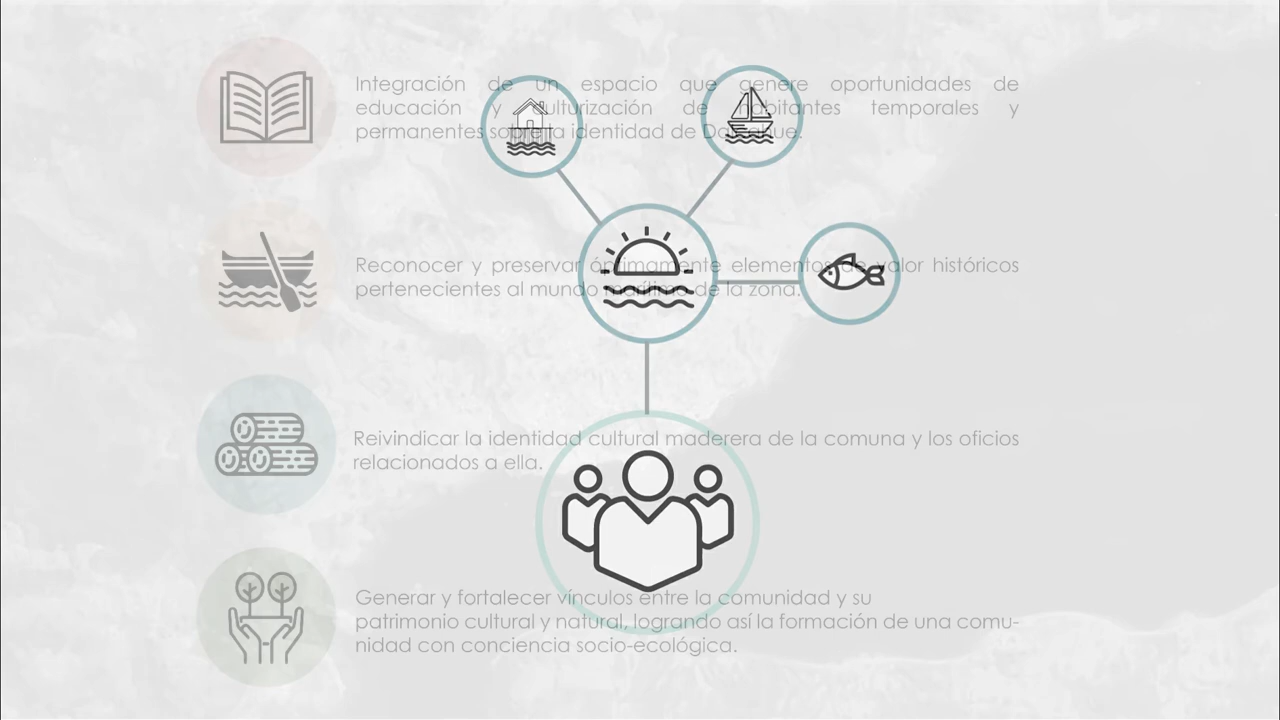 Integración de un espacio que genere oportunidades de
educación y culturización de habitantes temporales y
permanentes sobre la identidad de
Reconocer y preservar óptimamente elementos de valor históricos
pertenecientes al mundo de la zona.
Reivindicar la identidad cultural maderera de la comuna y los oficios
relacionados a ella.
Generar y fortalecer vínculos entre la comunidad y su
patrimonio cultural y natural, logrando así la formación de una comu-
nidad con conciencia socio-ecológica.